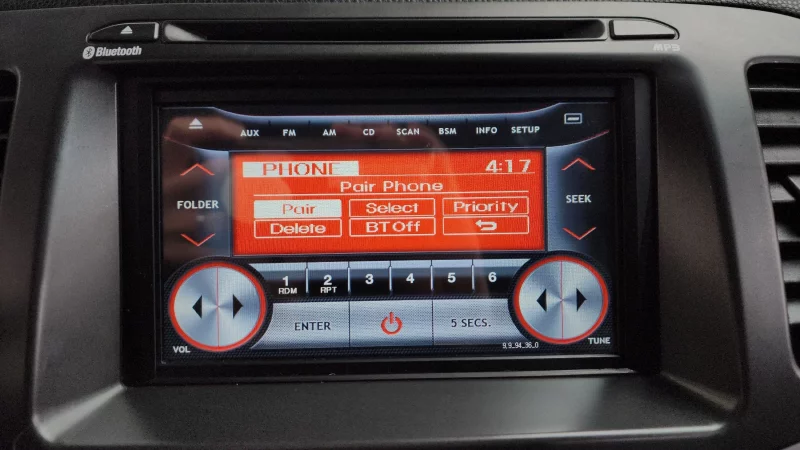 Bluetooth
MP3
AUX FM AM CD SCAN BSM INFO SETUP
PHONE 4:17
Pair Phone
FOLDER
SEEK
Pair Select Priority
Delete BT Off
1 2 3 4 5 6
RDM RPT
ENTER
5 SECS.
VOL
TUNE
9.9_94_36_0